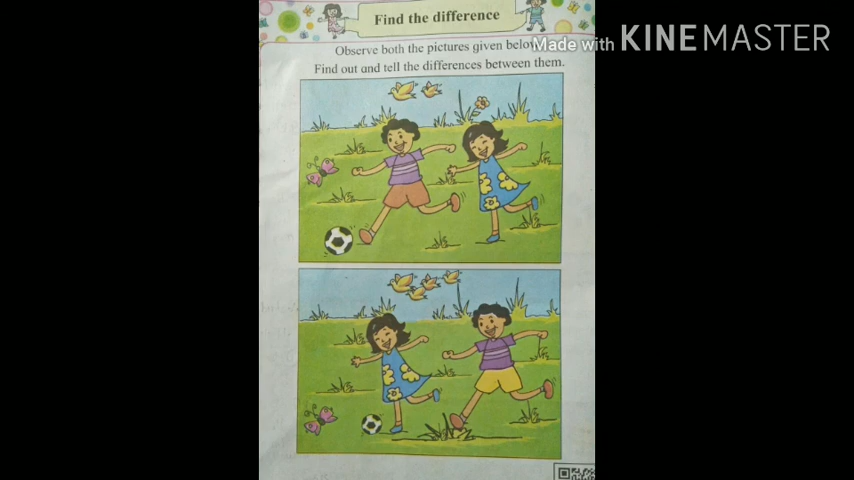 Find the difference
Observe both the pictures given below
Made with KINEMASTER
Find out and tell the differences between them.